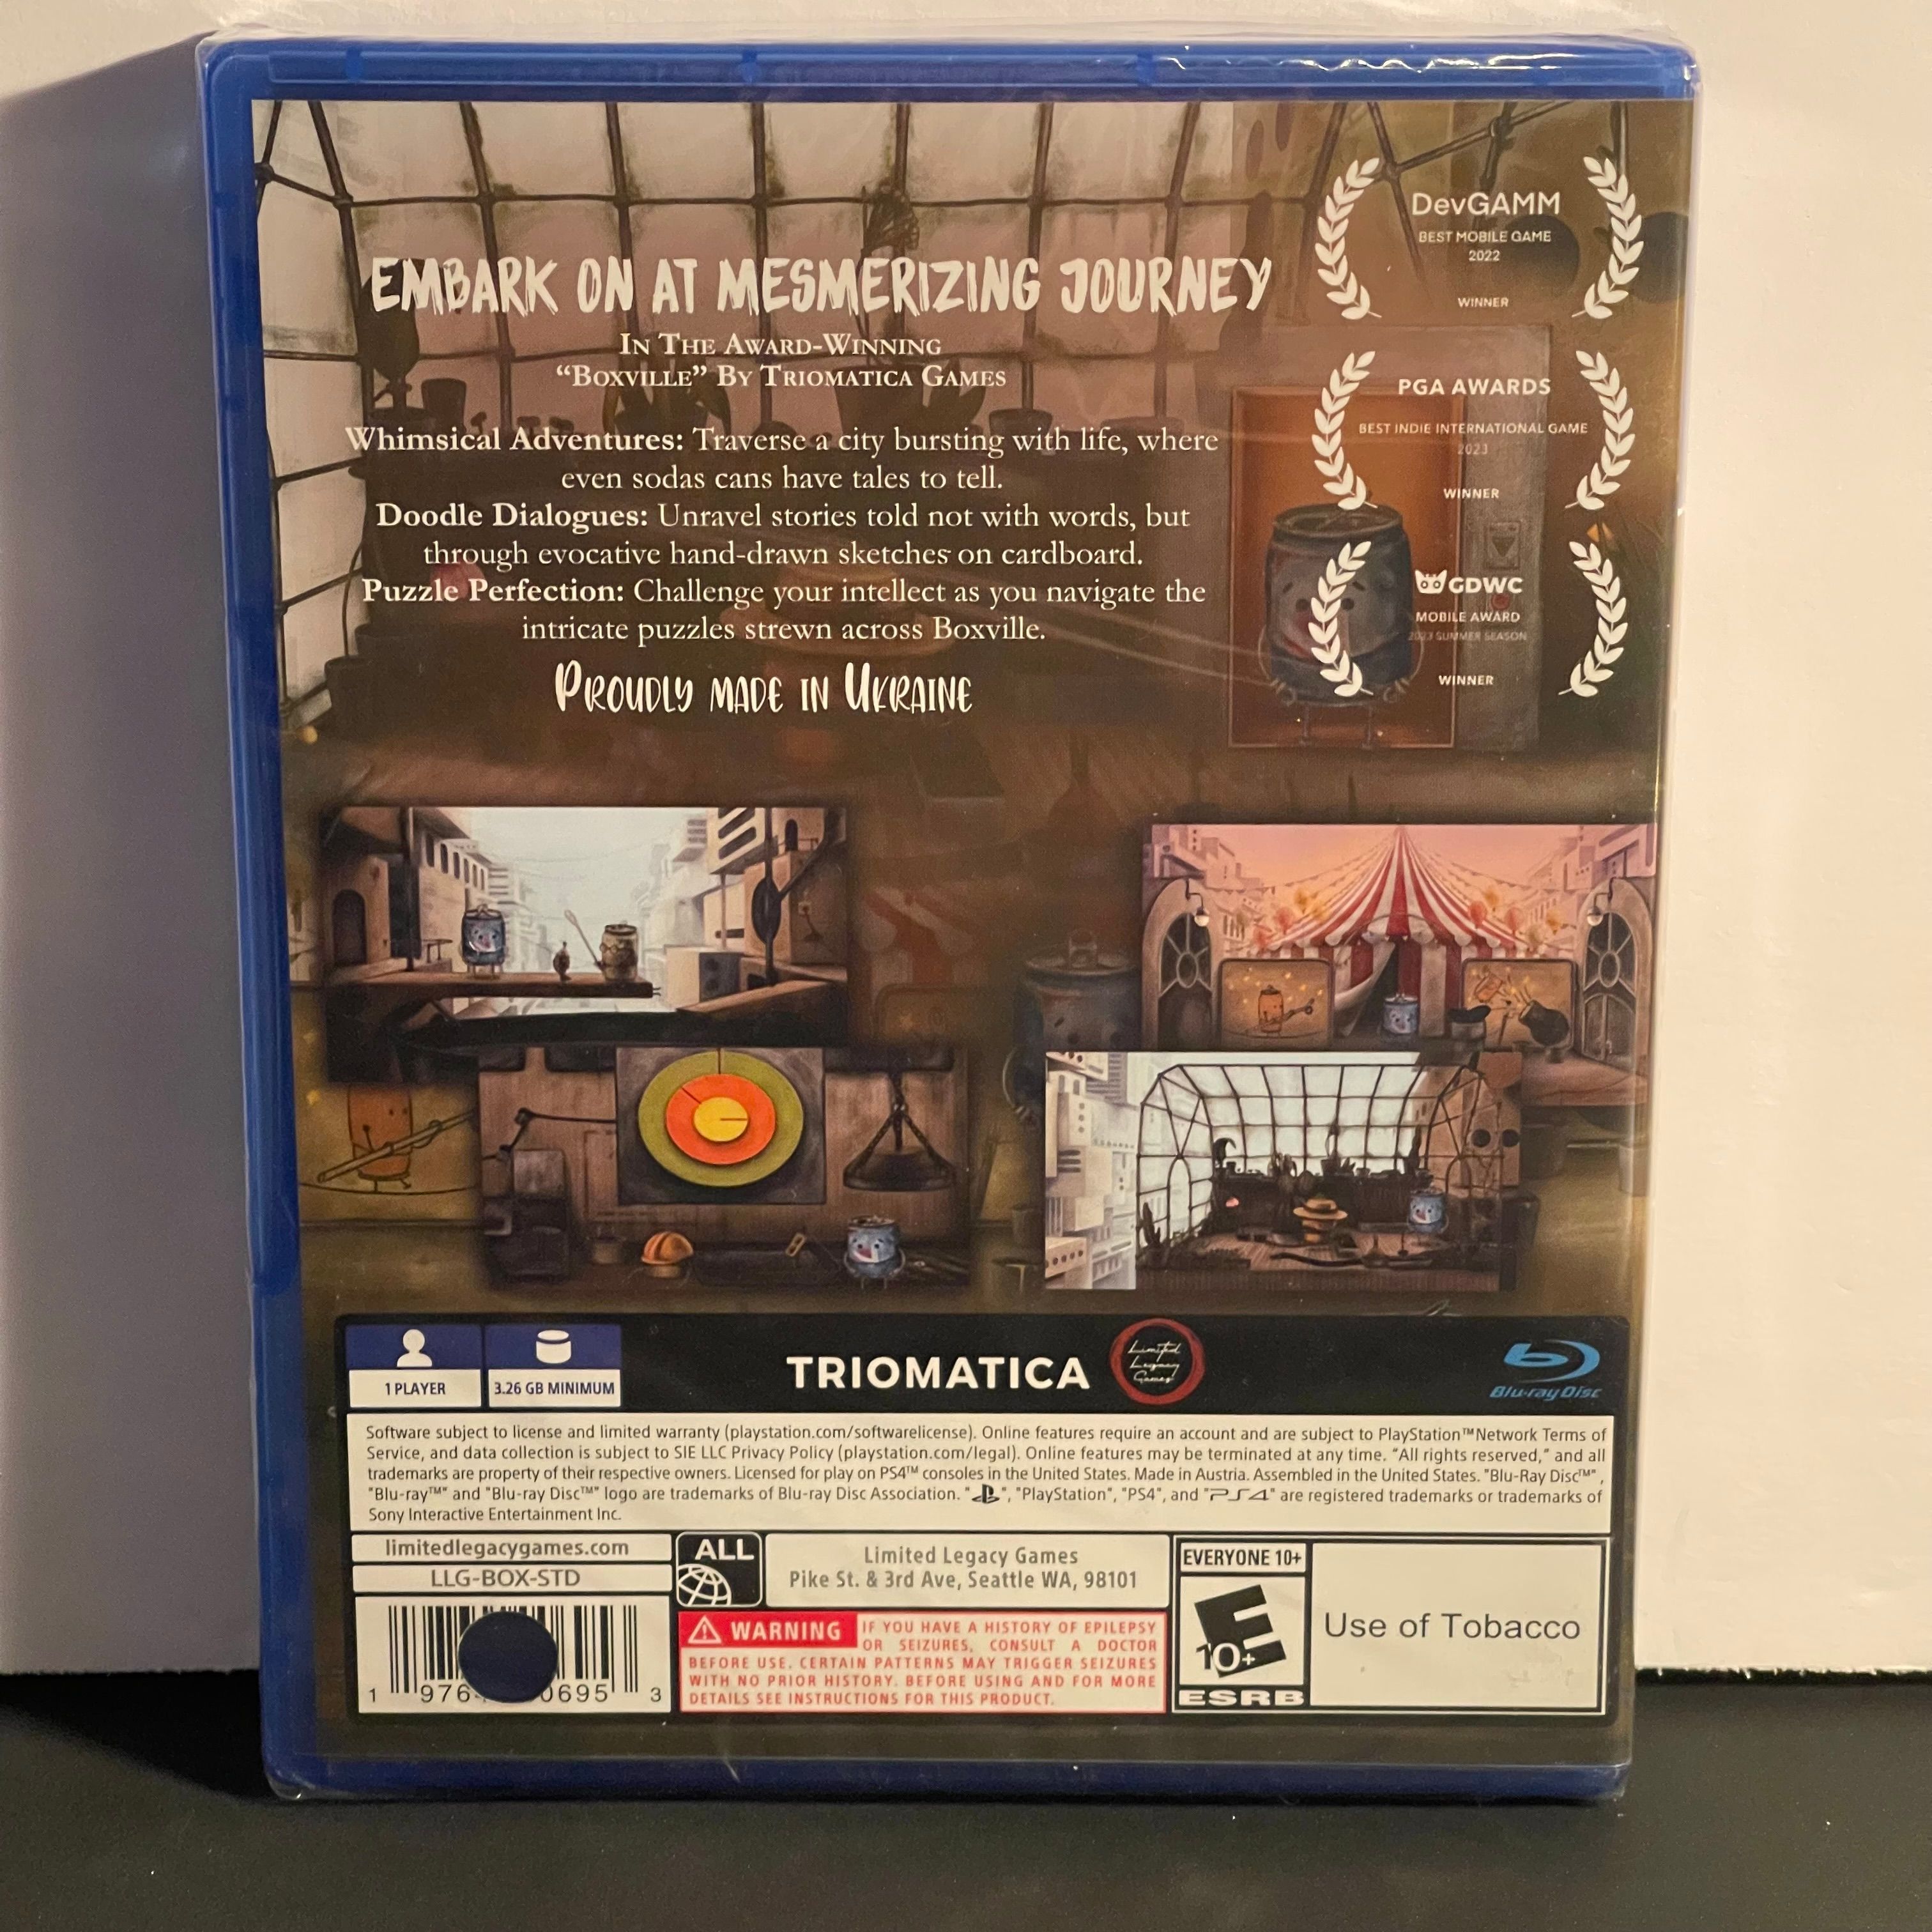 EMBARK ON AT MESMERIZING JOURNEY
IN THE AWARD-WINNING
“BOXVILLE” BY TRIOMATICA GAMES
Whimsical Adventures: Traverse a city bursting with life, where
even sodas cans have tales to tell.
Doodle Dialogues: Unravel stories told not with words, but
through evocative hand-drawn sketches on cardboard.
Puzzle Perfection: Challenge your intellect as you navigate the
intricate puzzles strewn across Boxville.
PROUDLY MADE IN UKRAINE
DevGAMM
BEST MOBILE GAME
2022
WINNER
PGA AWARDS
BEST INDIE INTERNATIONAL GAME
2023
WINNER
GDWC
MOBILE AWARD
2023 SUMMER SEASON
WINNER
1 PLAYER
3.26 GB MINIMUM
TRIOMATICA
Limited
Legacy
Games
Blu-ray Disc
Software subject to license and limited warranty (playstation.com/softwarelicense). Online features require an account and are subject to PlayStation™Network Terms of
Service, and data collection is subject to SIE LLC Privacy Policy (playstation.com/legal). Online features may be terminated at any time. "All rights reserved," and all
trademarks are property of their respective owners. Licensed for play on PS4™ consoles in the United States. Made in Austria. Assembled in the United States. "Blu-Ray Disc™",
"Blu-ray™" and "Blu-ray Disc™" logo are trademarks of Blu-ray Disc Association. "", "PlayStation", "PS4", and "PS4" are registered trademarks or trademarks of
Sony Interactive Entertainment Inc.
limitedlegacygames.com
LLG-BOX-STD
ALL
Limited Legacy Games
Pike St. & 3rd Ave, Seattle WA, 98101
WARNING IF YOU HAVE A HISTORY OF EPILEPSY
OR SEIZURES, CONSULT A DOCTOR
BEFORE USE. CERTAIN PATTERNS MAY TRIGGER SEIZURES
WITH NO PRIOR HISTORY. BEFORE USING AND FOR MORE
DETAILS SEE INSTRUCTIONS FOR THIS PRODUCT.
EVERYONE 10+
E
10+
ESRB
Use of Tobacco
1 976 0695 3